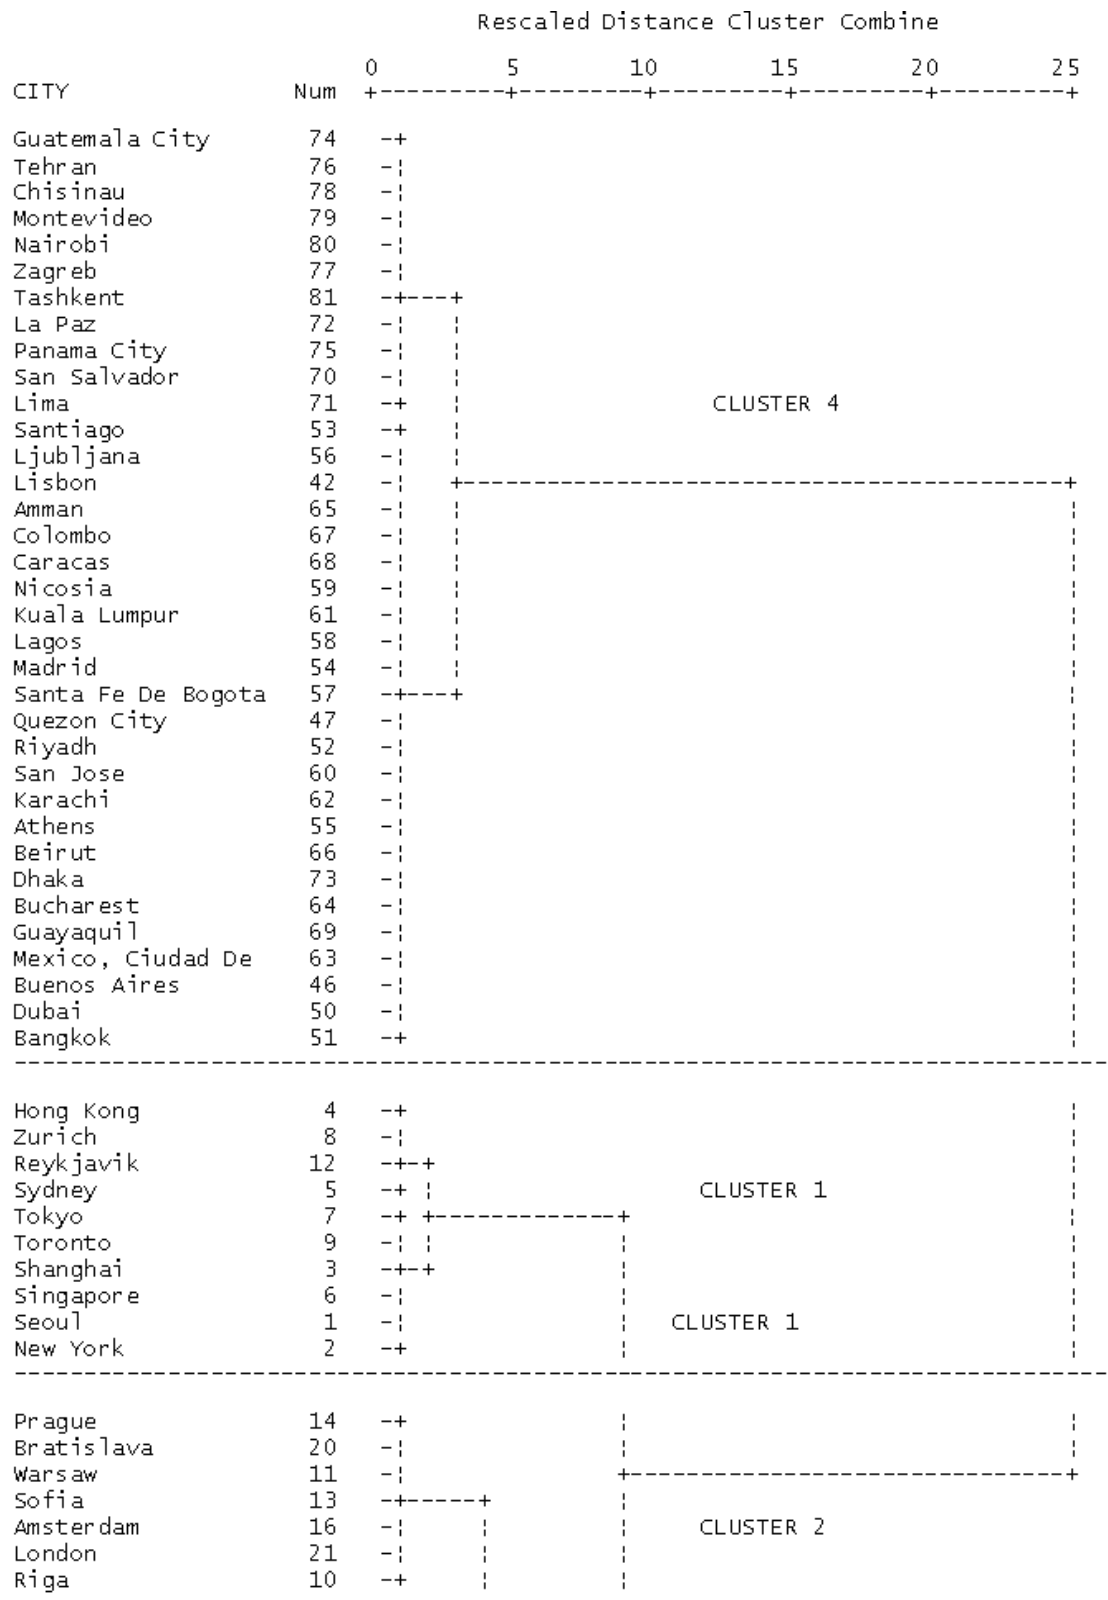 Rescaled Distance Cluster Combine
0 5 10 15 20 25
CITY Num +---------+---------+---------+---------+---------+
Guatemala City 74
Tehran 76
Chisinau 78
Montevideo 79
Nairobi 80
Zagreb 77
Tashkent 81
La Paz 72
Panama City 75
San Salvador 70
Lima 71 CLUSTER 4
Santiago 53
Ljubljana 56
Lisbon 42
Amman 65
Colombo 67
Caracas 68
Nicosia 59
Kuala Lumpur 61
Lagos 58
Madrid 54
Santa Fe De Bogota 57
Quezon City 47
Riyadh 52
San Jose 60
Karachi 62
Athens 55
Beirut 66
Dhaka 73
Bucharest 64
Guayaquil 69
Mexico, Ciudad De 63
Buenos Aires 46
Dubai 50
Bangkok 51
Hong Kong 4
Zurich 8
Reykjavik 12
Sydney 5 CLUSTER 1
Tokyo 7
Toronto 9
Shanghai 3
Singapore 6
Seoul 1 CLUSTER 1
New York 2
Prague 14
Bratislava 20
Warsaw 11
Sofia 13
Amsterdam 16 CLUSTER 2
London 21
Riga 10